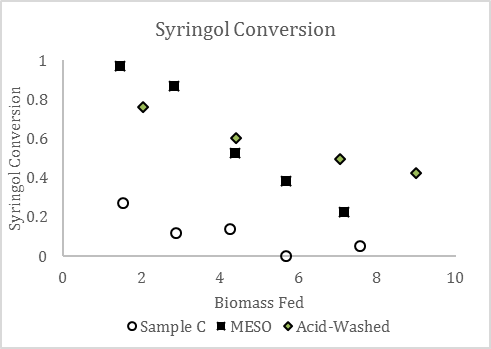 Syringol Conversion
Syringol Conversion
1
0.8
0.6
0.4
0.2
0
0 2 4 6 8 10
Biomass Fed
Sample C MESO Acid-Washed